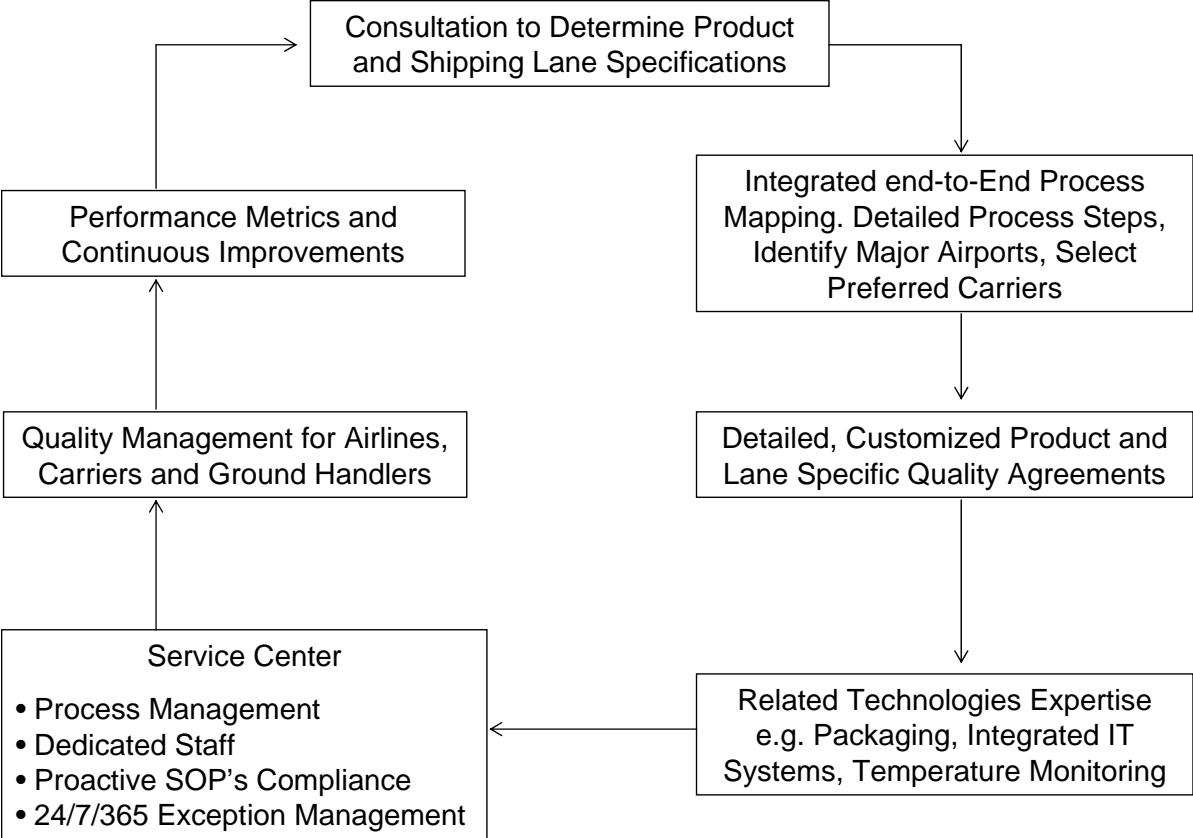 Consultation to Determine Product
and Shipping Lane Specifications
Integrated end-to-End Process
Mapping. Detailed Process Steps,
Identify Major Airports, Select
Preferred Carriers
Detailed, Customized Product and
Lane Specific Quality Agreements
Related Technologies Expertise
e.g. Packaging, Integrated IT
Systems, Temperature Monitoring
Service Center
• Process Management
• Dedicated Staff
• Proactive SOP's Compliance
• 24/7/365 Exception Management
Quality Management for Airlines,
Carriers and Ground Handlers
Performance Metrics and
Continuous Improvements